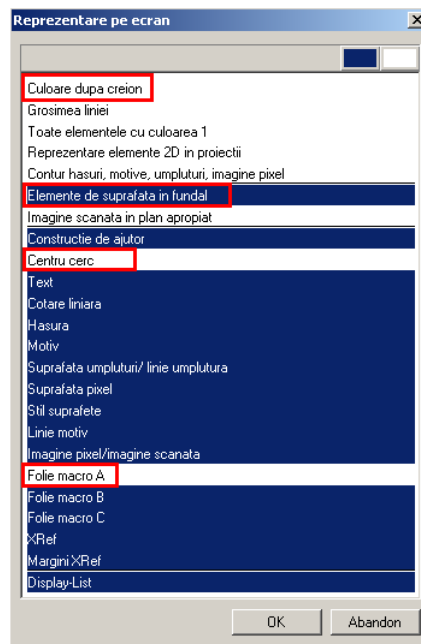 Reprezentare pe ecran
Culoare dupa creion
Grosimea liniei
Toate elementele cu culoarea 1
Reprezentare elemente 2D in proiectii
Contur hasuri, motive, umpluturi, imagine pixel
Elemente de suprafata in fundal
Imagine scanata in plan apropiat
Constructie de ajutor
Centru cerc
Text
Cotare liniara
Hasura
Motiv
Suprafata umpluturi/ linie umplutura
Suprafata pixel
Stil suprafete
Linie motiv
Imagine pixel/imagine scanata
Folie macro A
Folie macro B
Folie macro C
XRef
Margini XRef
Display-List
OK Abandon